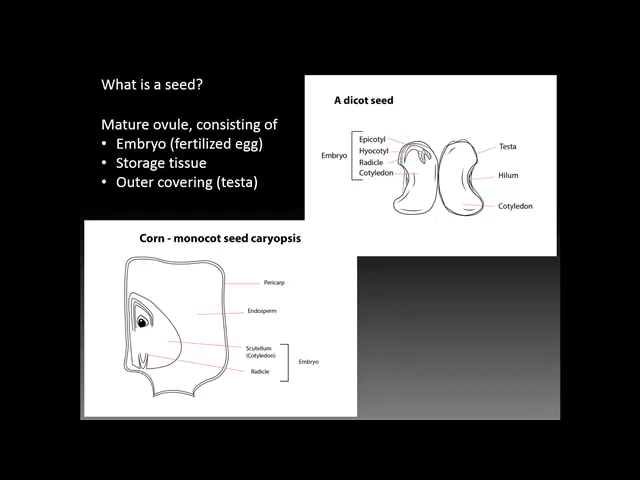 What is a seed?
Mature ovule, consisting of
• Embryo (fertilized egg)
• Storage tissue
• Outer covering (testa)
A dicot seed
Epicotyl
Hyocotyl
Radicle
Cotyledon
Embryo
Testa
Hilum
Cotyledon
Corn - monocot seed caryopsis
Pericarp
Endosperm
Scutellum
(Cotyledon)
Radicle
Embryo